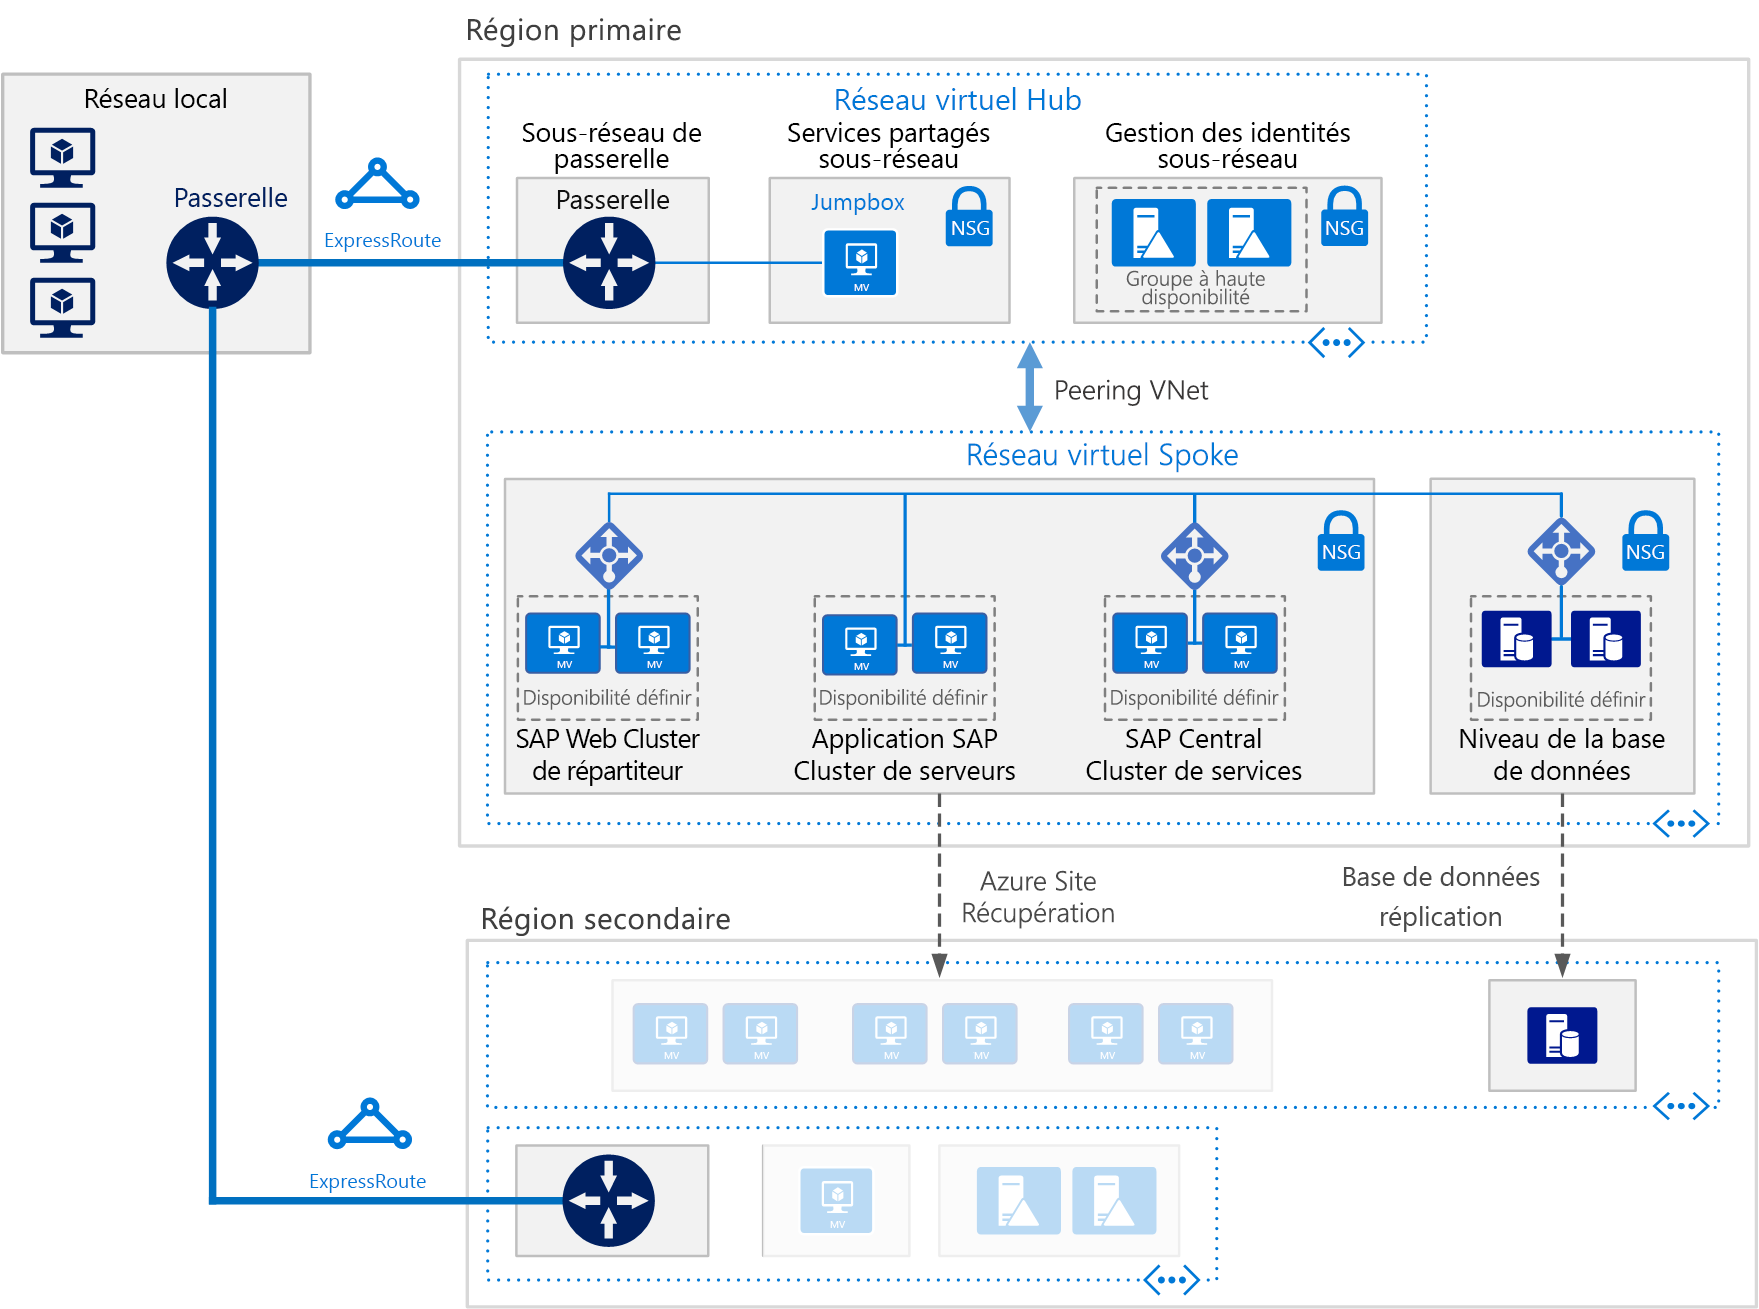 Région primaire
Réseau local
Passerelle
ExpressRoute
Réseau virtuel Hub
Sous-réseau de
passerelle
Passerelle
Services partagés
sous-réseau
Jumpbox
MV
NSG
Gestion des identités
sous-réseau
Groupe à haute
disponibilité
NSG
Peering VNet
Réseau virtuel Spoke
NSG
NSG
MV
MV
Disponibilité définir
SAP Web Cluster
de répartiteur
MV
MV
Disponibilité définir
Application SAP
Cluster de serveurs
MV
MV
Disponibilité définir
SAP Central
Cluster de services
Disponibilité définir
Niveau de la base
de données
Azure Site
Récupération
Base de données
réplication
Région secondaire
MV
MV
MV
MV
MV
MV
ExpressRoute
MV